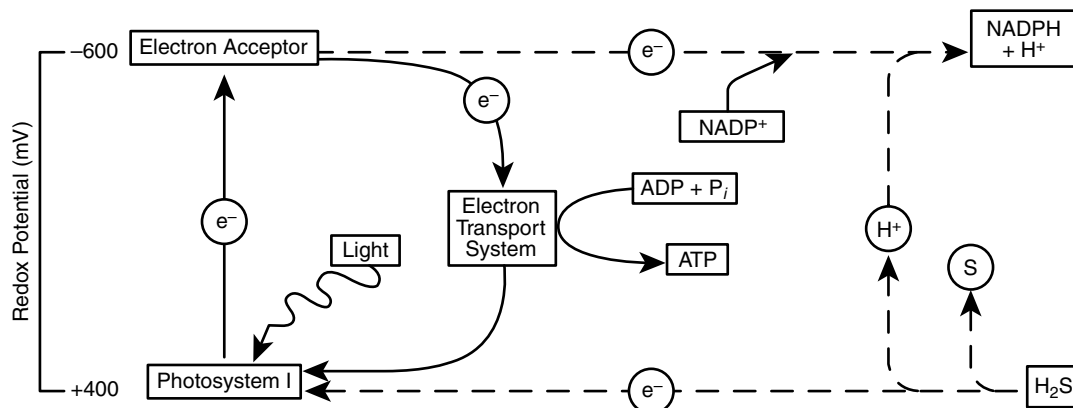 −600
Electron Acceptor
e−
NADPH
+ H+
e−
NADP+
Redox Potential (mV)
ADP + Pi
Electron
Transport
System
e−
H+
Light
ATP
S
Photosystem I
+400
e−
H2S